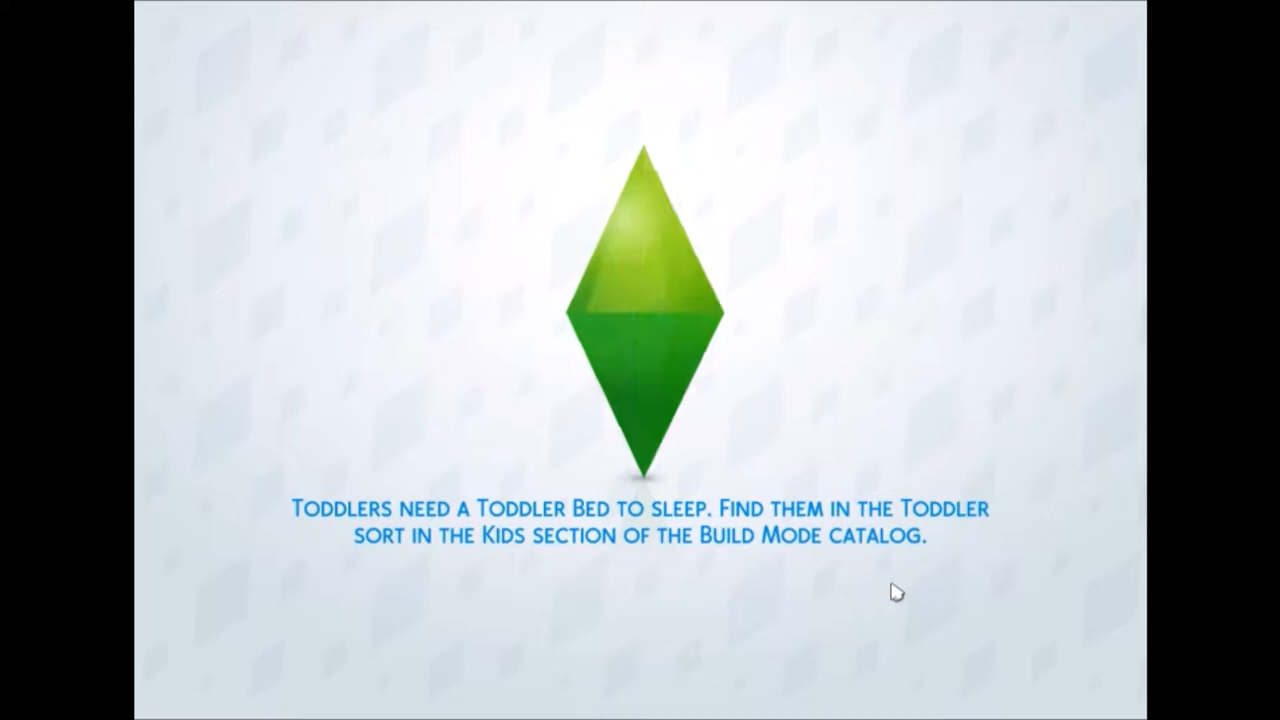 Toddlers need a Toddler Bed to sleep. Find them in the Toddler
sort in the Kids section of the Build Mode catalog.